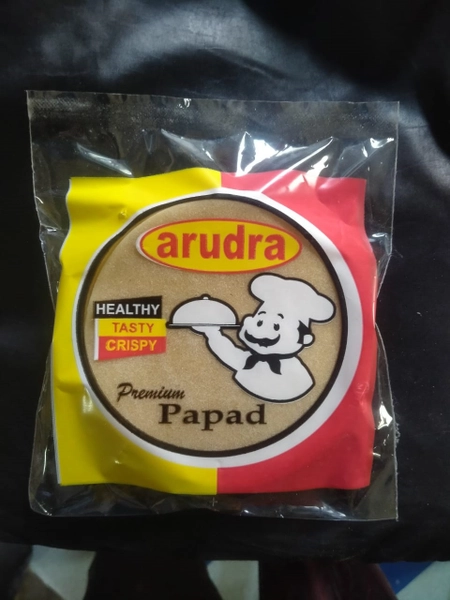 arudra
HEALTHY
TASTY
CRISPY
Premium
Papad